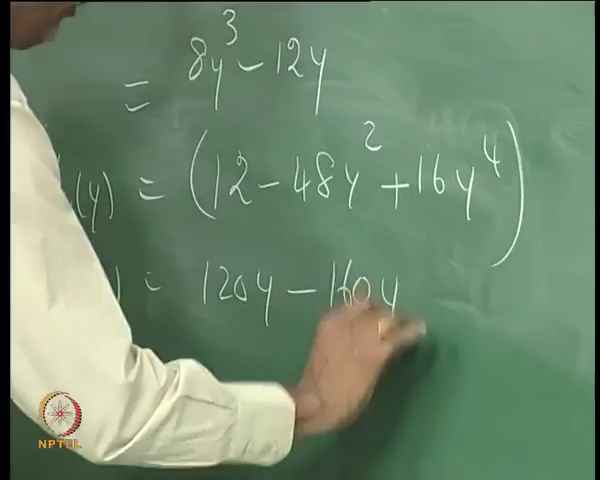 = 8y³ - 12y
(y) = (12 - 48y² + 16y⁴)
) = 120y - 160y
NPTEL